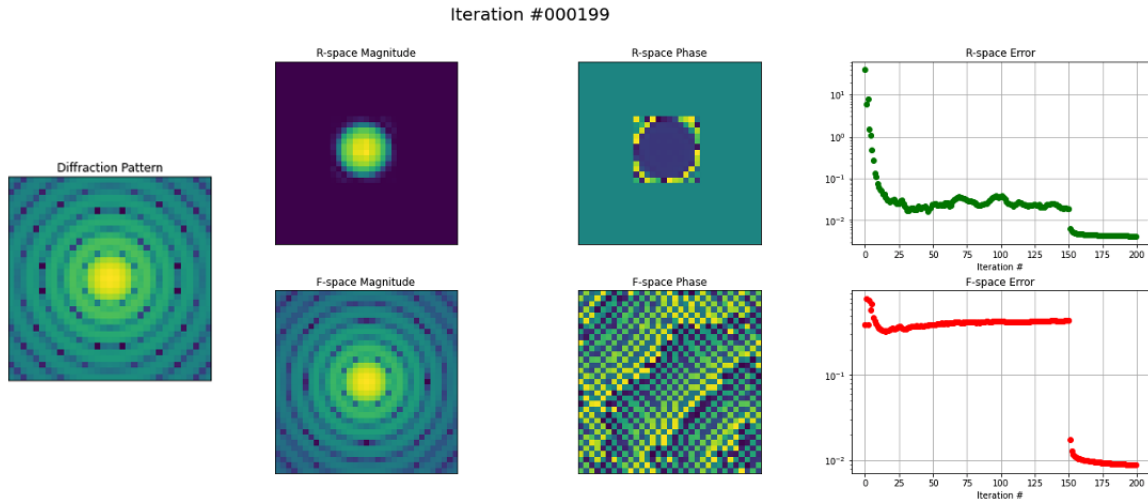 Iteration #000199
Diffraction Pattern
R-space Magnitude
R-space Phase
R-space Error
10¹
10⁰
10⁻¹
10⁻²
0 25 50 75 100 125 150 175 200
Iteration #
F-space Magnitude
F-space Phase
F-space Error
10⁻¹
10⁻²
0 25 50 75 100 125 150 175 200
Iteration #